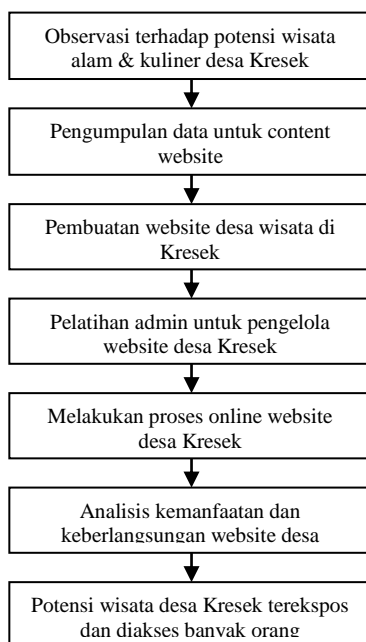 Observasi terhadap potensi wisata
alam & kuliner desa Kresek
Pengumpulan data untuk content
website
Pembuatan website desa wisata di
Kresek
Pelatihan admin untuk pengelola
website desa Kresek
Melakukan proses online website
desa Kresek
Analisis kemanfaatan dan
keberlangsungan website desa
Potensi wisata desa Kresek terekspos
dan diakses banyak orang